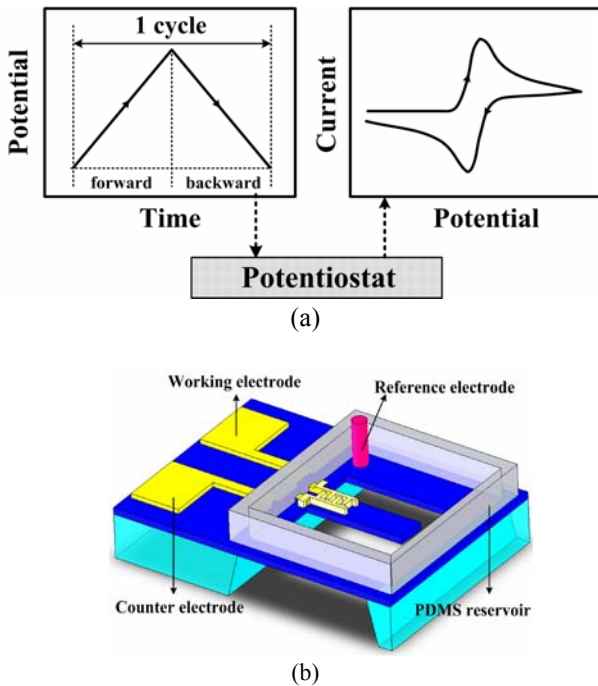 1 cycle
Potential
forward
backward
Time
Current
Potential
Potentiostat
(a)
Working electrode
Reference electrode
Counter electrode
PDMS reservoir
(b)